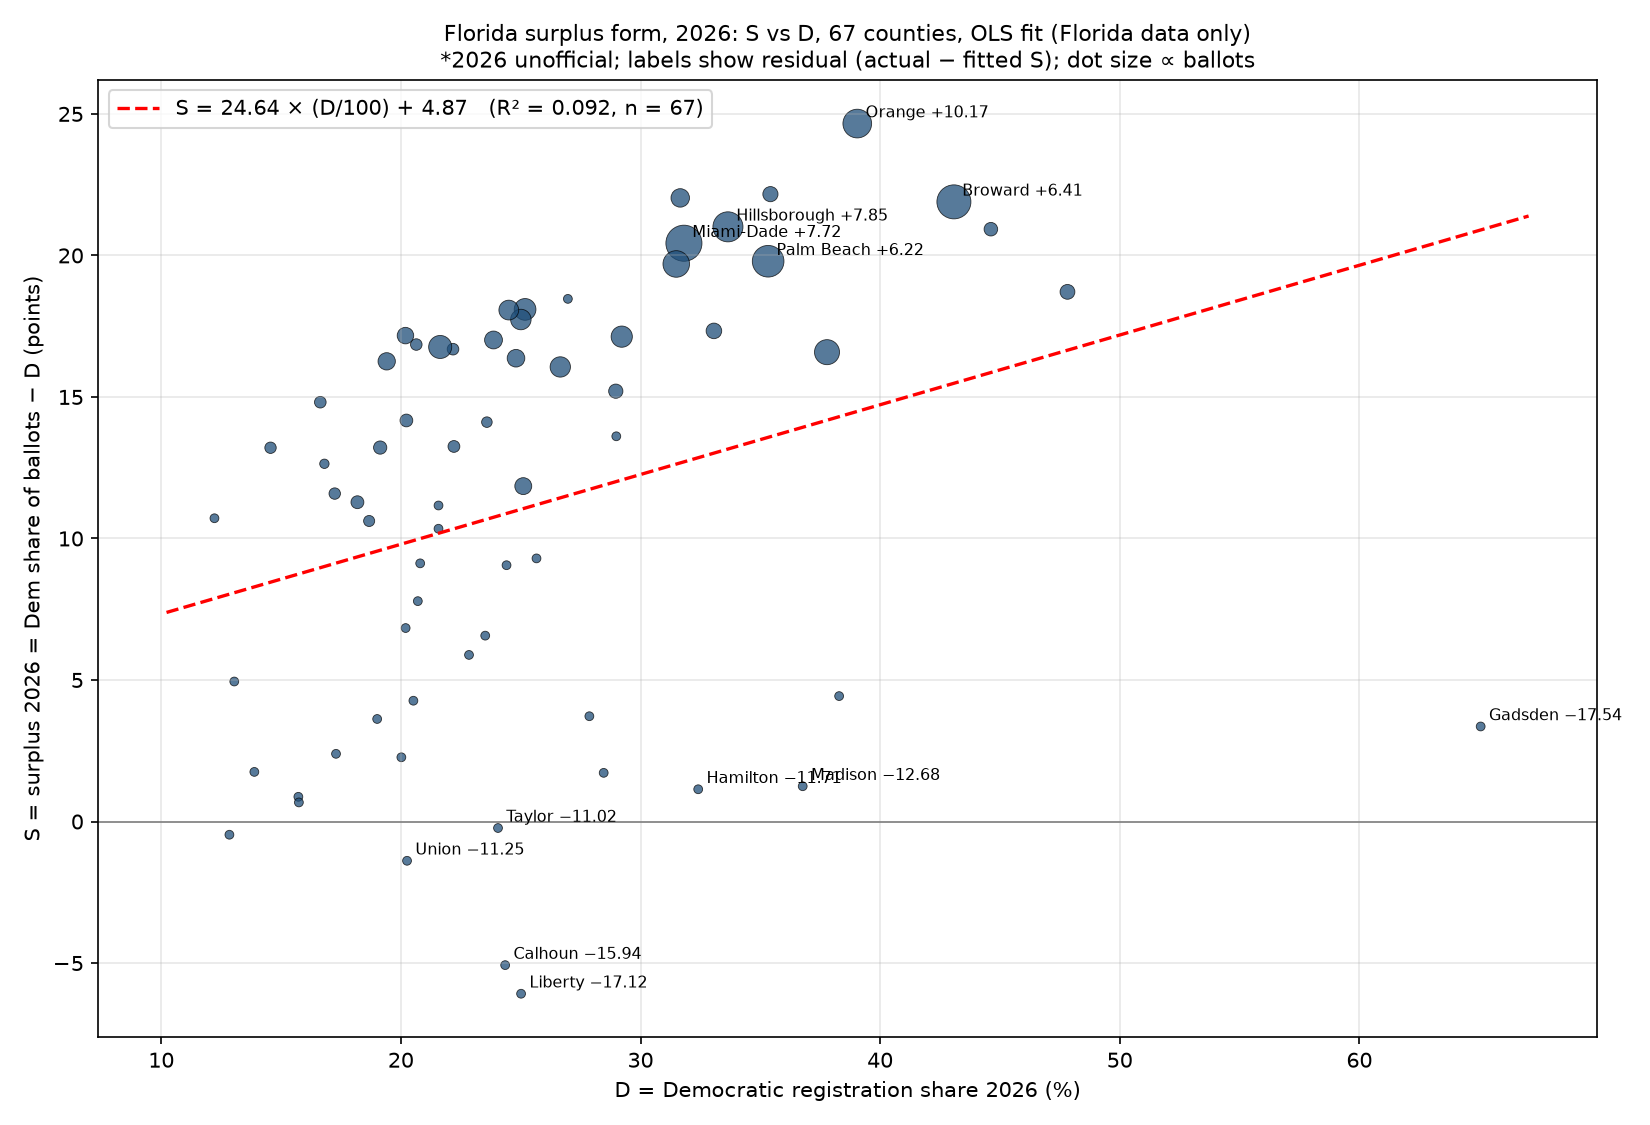 Florida surplus form, 2026: S vs D, 67 counties, OLS fit (Florida data only)
*2026 unofficial; labels show residual (actual − fitted S); dot size ∝ ballots
S = 24.64 × (D/100) + 4.87 (R² = 0.092, n = 67)
Orange +10.17
Broward +6.41
Hillsborough +7.85
Miami-Dade +7.72
Palm Beach +6.22
Gadsden −17.54
Hamilton −11.71
Madison −12.68
Taylor −11.02
Union −11.25
Calhoun −15.94
Liberty −17.12
25
20
15
10
5
0
−5
S = surplus 2026 = Dem share of ballots − D (points)
10 20 30 40 50 60
D = Democratic registration share 2026 (%)